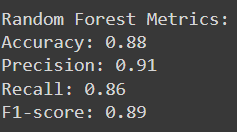 Random Forest Metrics:
Accuracy: 0.88
Precision: 0.91
Recall: 0.86
F1-score: 0.89